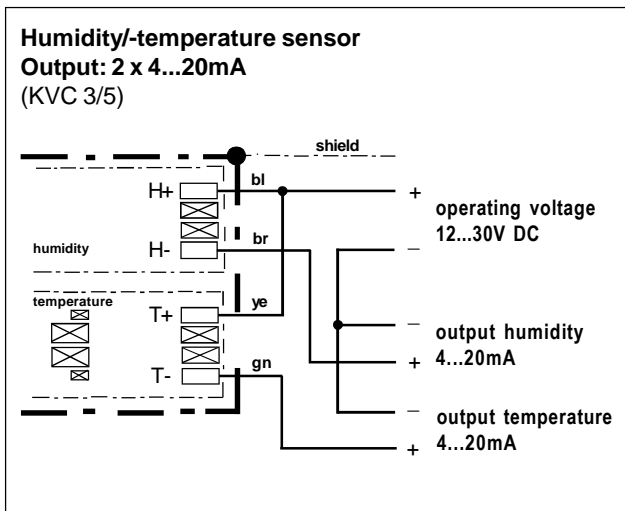 Humidity/-temperature sensor
Output: 2 x 4...20mA
(KVC 3/5)
shield
H+ bl +
operating voltage
12...30V DC
humidity H- br –
temperature
T+ ye –
output humidity
4...20mA
+
T- gn –
output temperature
4...20mA
+